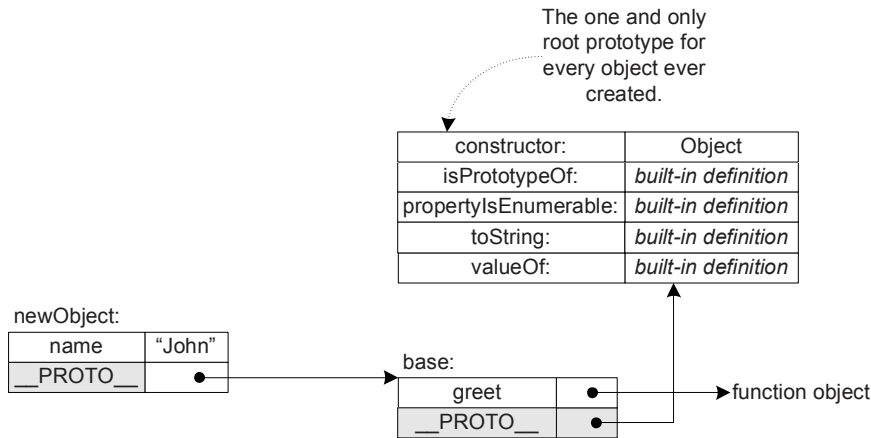 The one and only
root prototype for
every object ever
created.
constructor: Object
isPrototypeOf: built-in definition
propertyIsEnumerable: built-in definition
toString: built-in definition
valueOf: built-in definition
newObject:
name “John”
__PROTO__
base:
greet function object
__PROTO__